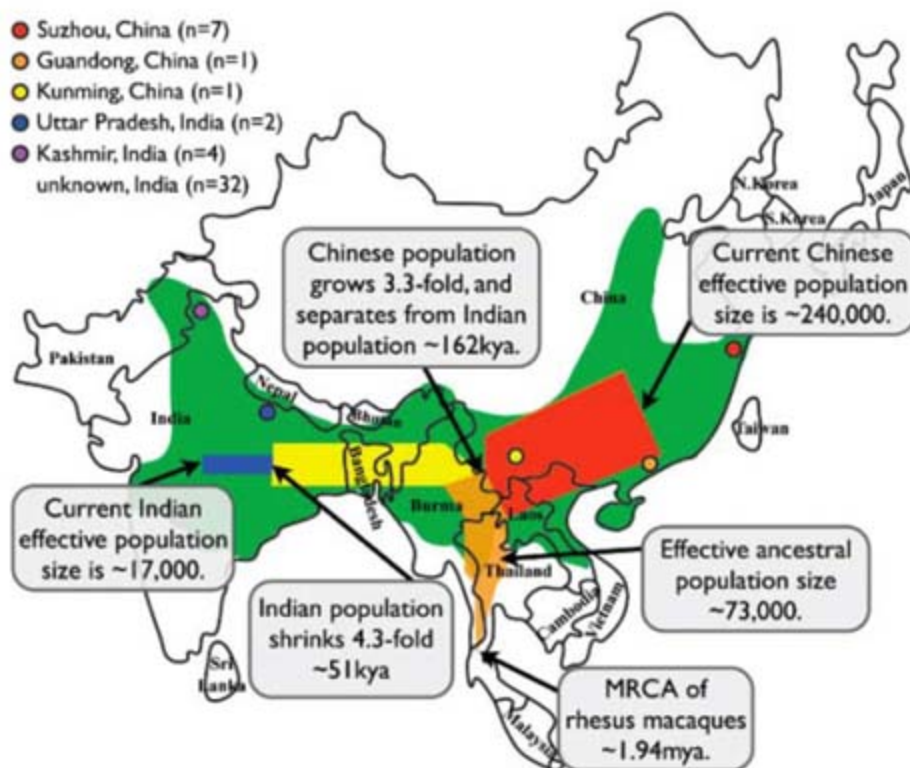 Suzhou, China (n=7)
Guandong, China (n=1)
Kunming, China (n=1)
Uttar Pradesh, India (n=2)
Kashmir, India (n=4)
unknown, India (n=32)
N.Korea
S.Korea
Japan
Chinese population
grows 3.3-fold, and
separates from Indian
population ~162kya.
Current Chinese
effective population
size is ~240,000.
China
Pakistan
Nepal
Bhutan
India
Taiwan
Bangladesh
Burma
Laos
Current Indian
effective population
size is ~17,000.
Thailand
Effective ancestral
population size
~73,000.
Cambodia
Vietnam
Indian population
shrinks 4.3-fold
~51kya
Sri
Lanka
MRCA of
rhesus macaques
~1.94mya.
Malaysia